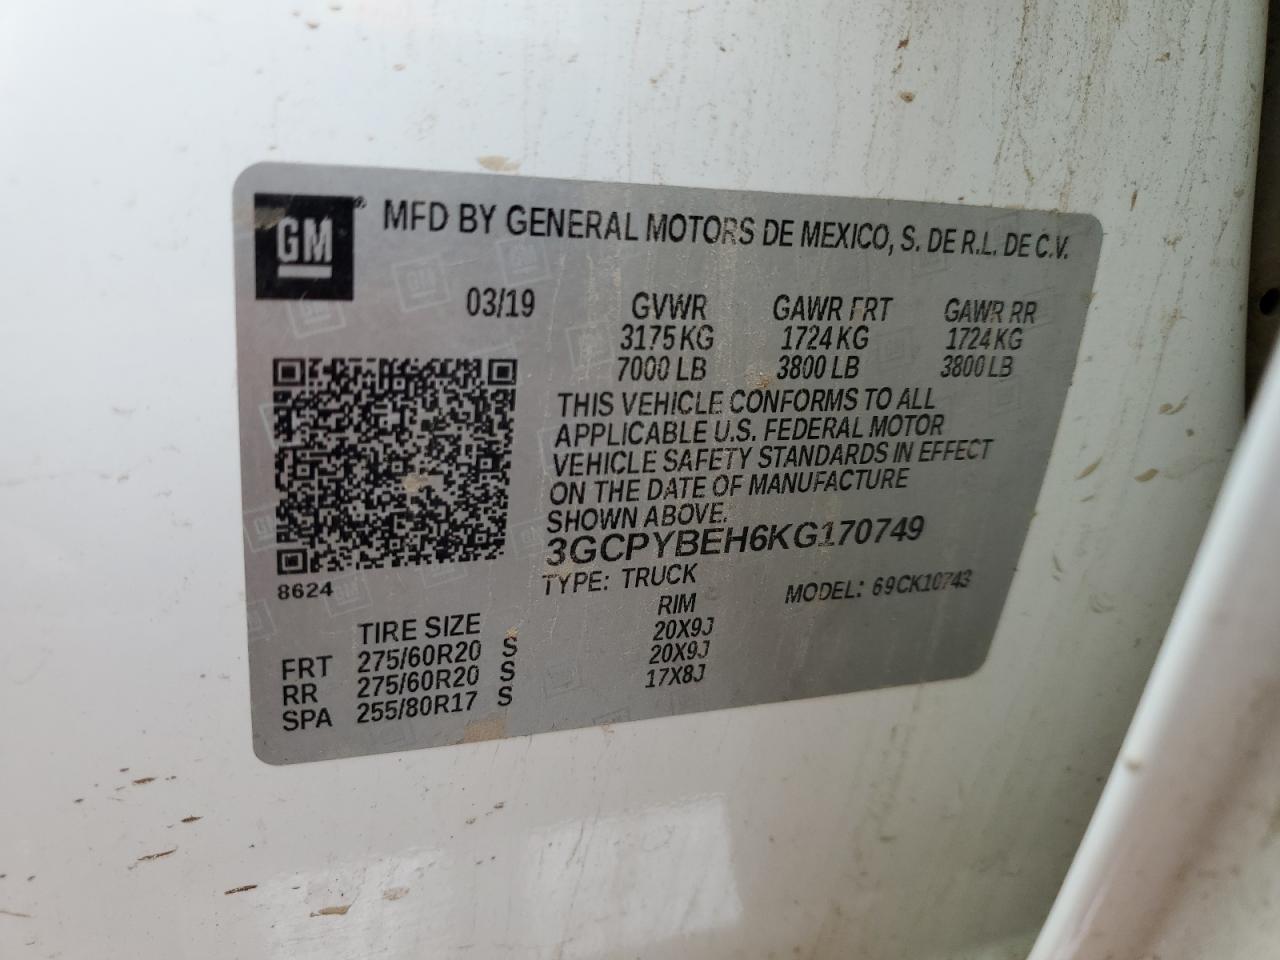 GM
MFD BY GENERAL MOTORS DE MEXICO, S. DE R.L. DE C.V.
03/19 GVWR GAWR FRT GAWR RR
3175 KG 1724 KG 1724 KG
7000 LB 3800 LB 3800 LB
THIS VEHICLE CONFORMS TO ALL
APPLICABLE U.S. FEDERAL MOTOR
VEHICLE SAFETY STANDARDS IN EFFECT
ON THE DATE OF MANUFACTURE
SHOWN ABOVE.
3GCPYBEH6KG170749
8624
TYPE: TRUCK MODEL: 69CK10743
TIRE SIZE RIM
FRT 275/60R20 S 20X9J
RR 275/60R20 S 20X9J
SPA 255/80R17 S 17X8J